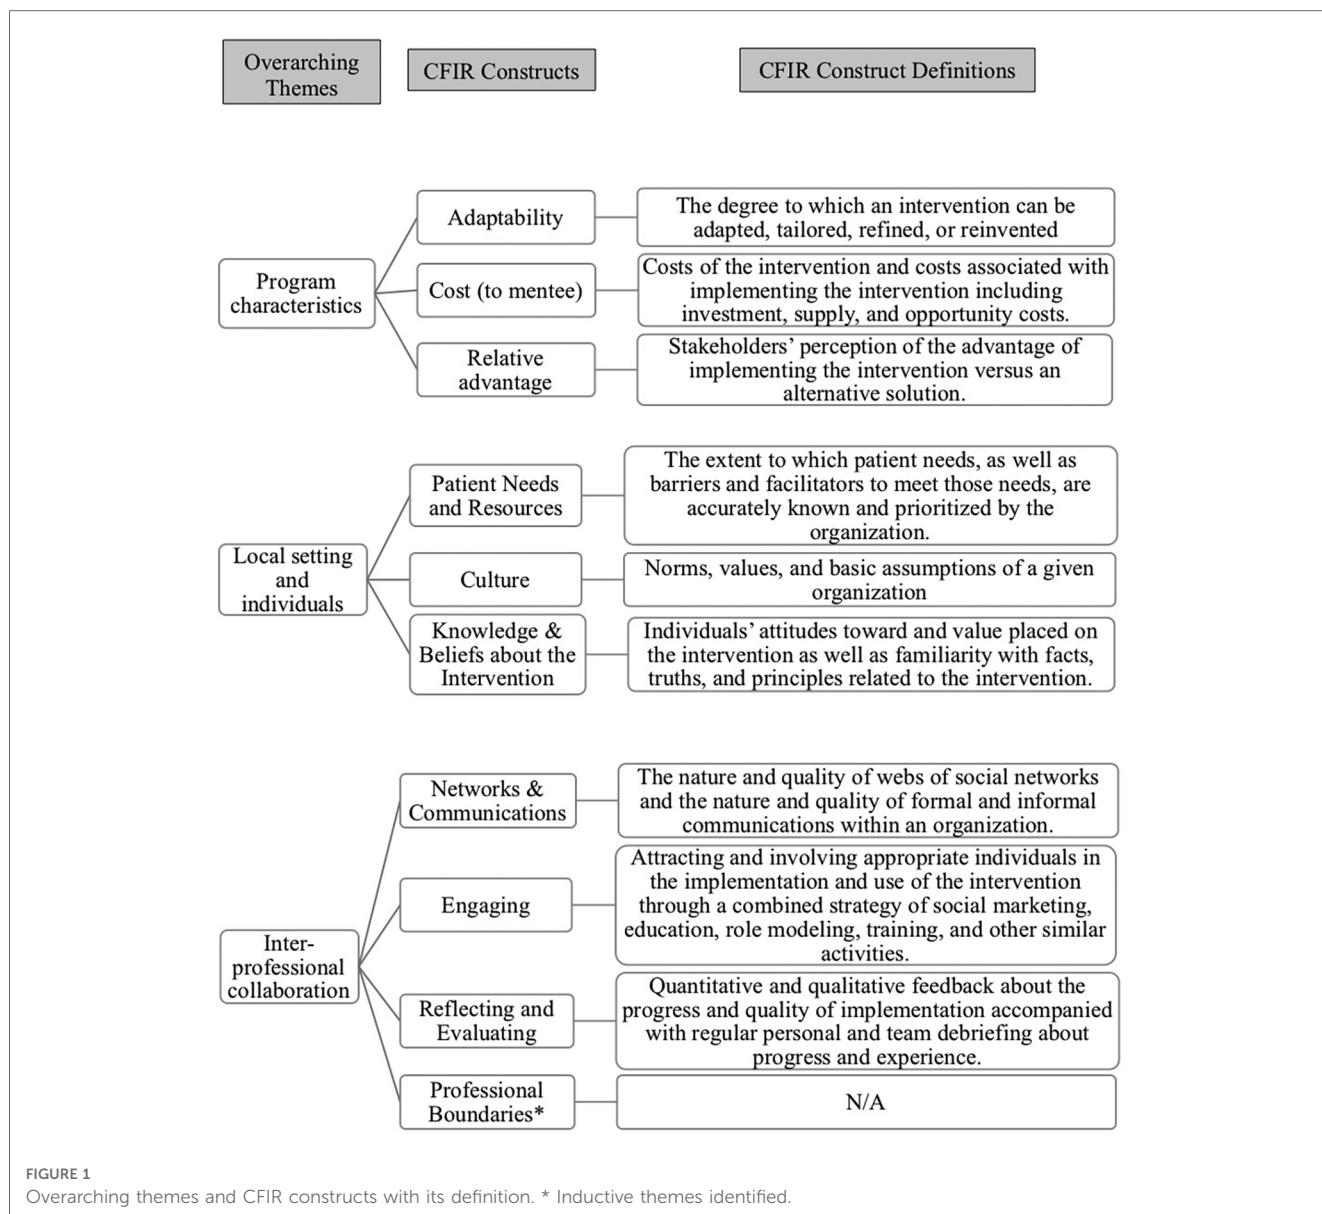 Overarching
Themes
CFIR Constructs
CFIR Construct Definitions
Program
characteristics
Adaptability
The degree to which an intervention can be
adapted, tailored, refined, or reinvented
Cost (to mentee)
Costs of the intervention and costs associated with
implementing the intervention including
investment, supply, and opportunity costs.
Relative
advantage
Stakeholders’ perception of the advantage of
implementing the intervention versus an
alternative solution.
Local setting
and
individuals
Patient Needs
and Resources
The extent to which patient needs, as well as
barriers and facilitators to meet those needs, are
accurately known and prioritized by the
organization.
Culture
Norms, values, and basic assumptions of a given
organization
Knowledge &
Beliefs about the
Intervention
Individuals’ attitudes toward and value placed on
the intervention as well as familiarity with facts,
truths, and principles related to the intervention.
Inter-
professional
collaboration
Networks &
Communications
The nature and quality of webs of social networks
and the nature and quality of formal and informal
communications within an organization.
Engaging
Attracting and involving appropriate individuals in
the implementation and use of the intervention
through a combined strategy of social marketing,
education, role modeling, training, and other similar
activities.
Reflecting and
Evaluating
Quantitative and qualitative feedback about the
progress and quality of implementation accompanied
with regular personal and team debriefing about
progress and experience.
Professional
Boundaries*
N/A
FIGURE 1
Overarching themes and CFIR constructs with its definition. * Inductive themes identified.